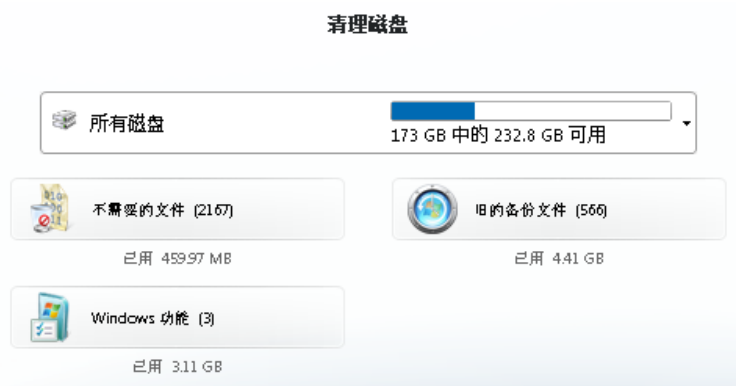 清理磁盘
所有磁盘
173 GB 中的 232.8 GB 可用
不需要的文件 (2167)
旧的备份文件 (566)
已用 459.97 MB
已用 4.41 GB
Windows 功能 (3)
已用 3.11 GB